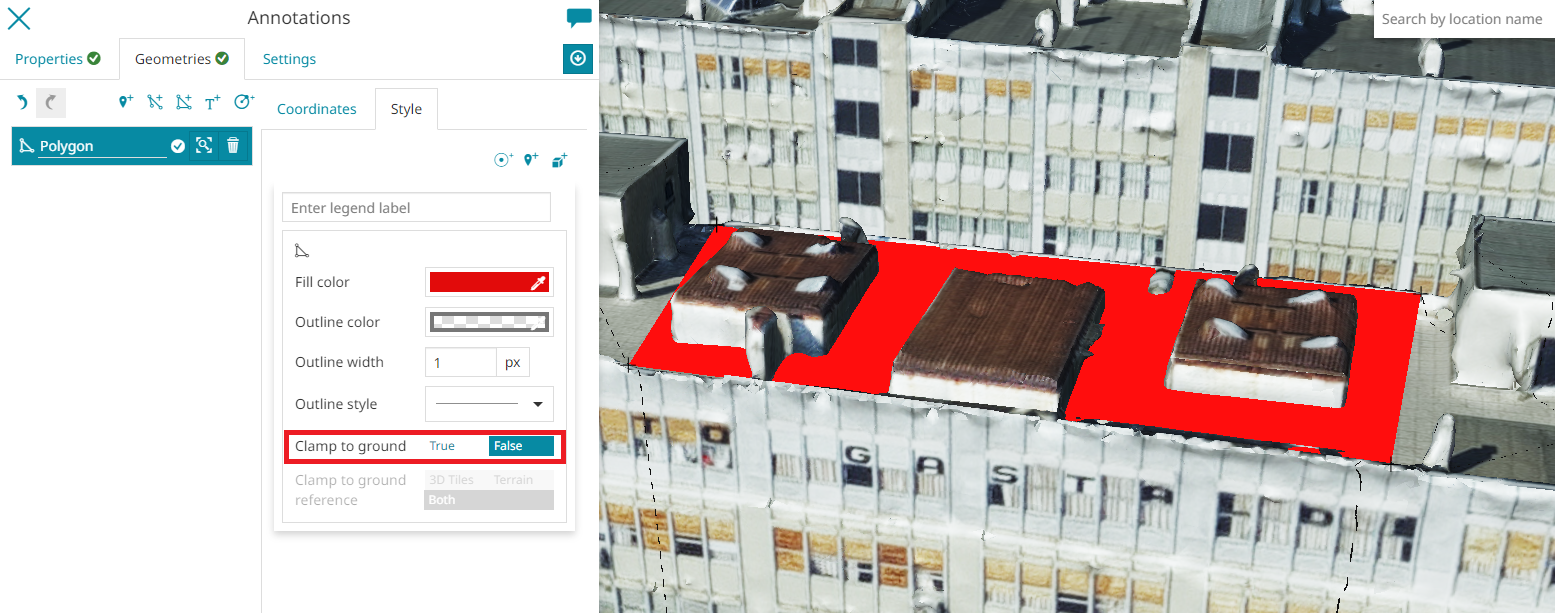 Annotations
Properties
Geometries
Settings
Coordinates
Style
T
Polygon
Enter legend label
Fill color
Outline color
Outline width
1
px
Outline style
Clamp to ground
True
False
Clamp to ground
reference
3D Tiles
Terrain
Both
Search by location name
GASTALDI